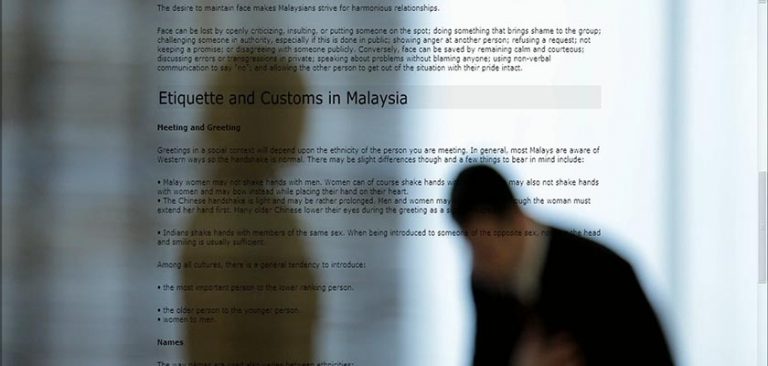 The desire to maintain face makes Malaysians strive for harmonious relationships.
Face can be lost by openly criticizing, insulting, or putting someone on the spot; doing something that brings shame to the group;
challenging someone in authority, especially if this is done in public; showing anger at another person; refusing a request; not
keeping a promise; or disagreeing with someone publicly. Conversely, face can be saved by remaining calm and courteous;
discussing errors or transgressions in private; speaking about problems without blaming anyone; using non-verbal
communication to say "no"; and allowing the other person to get out of the situation with their pride intact.
Etiquette and Customs in Malaysia
Meeting and Greeting
Greetings in a social context will depend upon the ethnicity of the person you are meeting. In general, most Malays are aware of
Western ways so the handshake is normal. There may be slight differences though and a few things to bear in mind include:
• Malay women may not shake hands with men. Women can of course shake hands may also not shake hands
with women and may bow instead while placing their hand on their heart.
• The Chinese handshake is light and may be rather prolonged. Men and women may the woman must
extend her hand first. Many older Chinese lower their eyes during the greeting as a
• Indians shake hands with members of the same sex. When being introduced to someone of the opposite sex, the head
and smiling is usually sufficient.
Among all cultures, there is a general tendency to introduce:
• the most important person to the lower ranking person.
• the older person to the younger person.
• women to men.
Names